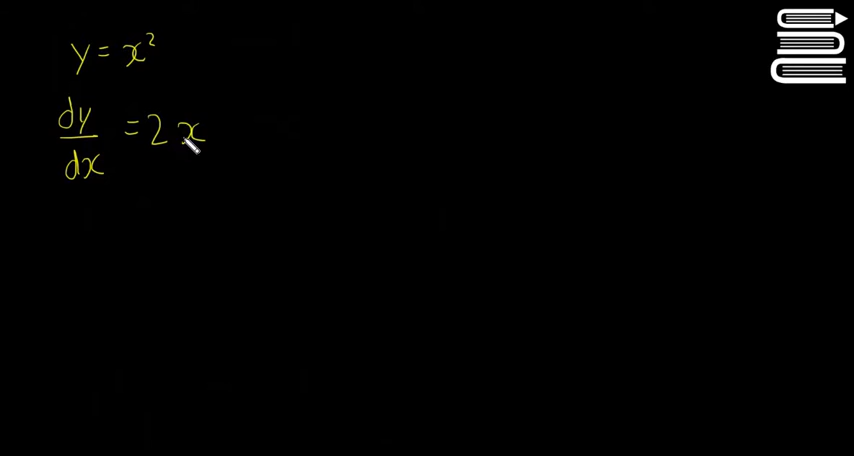 y = x²
dy/dx = 2x